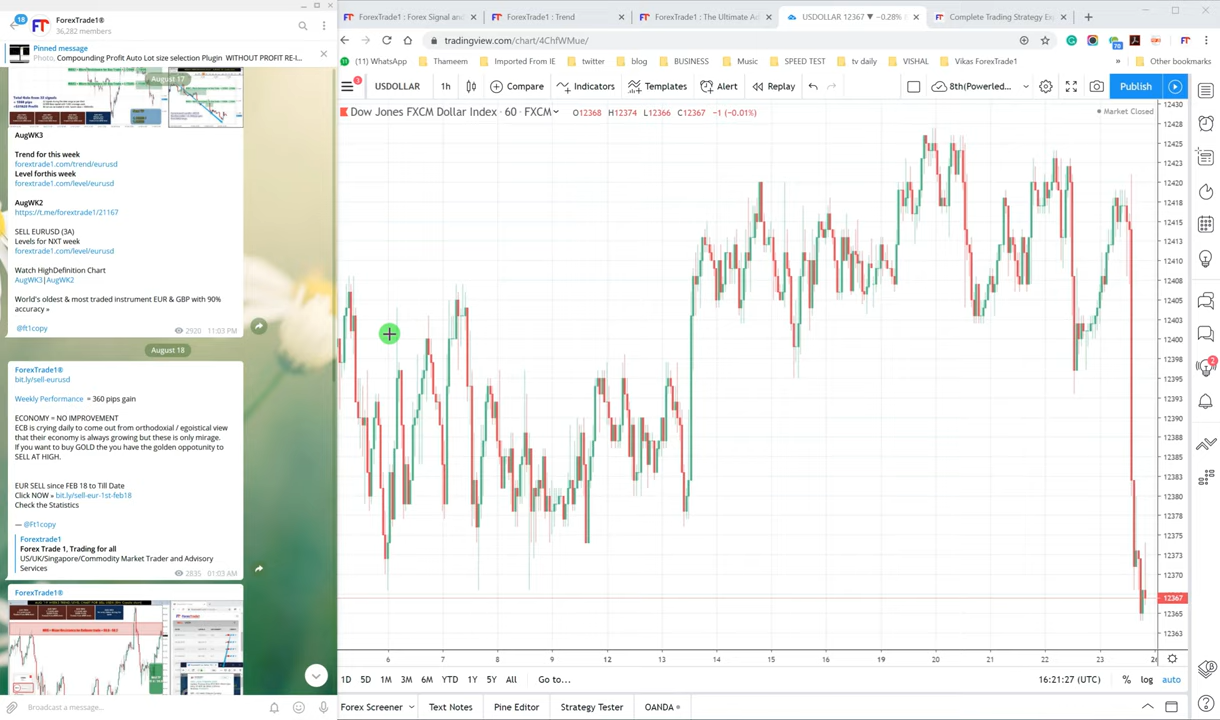 18
ForexTrade1®
36,282 members
Pinned message
Photo, Compounding Profit Auto Lot size selection Plugin WITHOUT PROFIT RE-I...
August 17
AugWK3
Trend for this week
forextrade1.com/trend/eurusd
Level forthis week
forextrade1.com/level/eurusd
AugWK2
https://t.me/forextrade1/21167
SELL EURUSD (3A)
Levels for NXT week
forextrade1.com/level/eurusd
Watch HighDefinition Chart
AugWK3|AugWK2
World's oldest & most traded instrument EUR & GBP with 90%
accuracy »
@ft1copy
2920 11:03 PM
August 18
ForexTrade1®
bit.ly/sell-eurusd
Weekly Performance = 360 pips gain
ECONOMY = NO IMPROVEMENT
ECB is crying daily to come out from orthodoxial / egoistical view
that their economy is always growing but these is only mirage.
If you want to buy GOLD the you have the golden oppotunity to
SELL AT HIGH.
EUR SELL since FEB 18 to Till Date
Click NOW » bit.ly/sell-eur-1st-feb18
Check the Statistics
— @Ft1copy
Forextrade1
Forex Trade 1, Trading for all
US/UK/Singapore/Commodity Market Trader and Advisory
Services
2835 01:03 AM
ForexTrade1®
Broadcast a message...
ForexTrade1 : Forex Signal and
ForexTrade1 : Trend
ForexTrade1 : The Ultimate Ad
USDOLLAR 12367 ▼ −0.28%
Complete Trading Strategy Ex
tradingview.com/chart/4ChfWMue/
(11) WhatsApp
Thameem
Imported From IE
twitter
blog
BUSINESS
Music
SPEEDTEST
tv daily
VIDEO
Vikas ForexTrade1
Other bookmarks
3
USDOLLAR
1h
Compare
Indicators
Templates
Alert
Replay
8th(Powered...
Publish
Dow Jones FXCM Dollar Index · 60 · FXCM
O12368 H12374 L12366 C12367 −1 (−0.01%)
Market Closed
12430
12428
12425
12423
12420
12418
12415
12413
12410
12408
12405
12403
12400
12398
12395
12393
12390
12388
12385
12383
12380
12378
12375
12373
12370
12367
12365
12363
2
6
7
8
12
13
14
15
16
19
20
21
22
23
26
1D
5D
1M
3M
6M
YTD
1Y
5Y
All
Go...
(UTC)
%
log
auto
Forex Screener
Text Notes
Pine Editor
Strategy Tester
OANDA